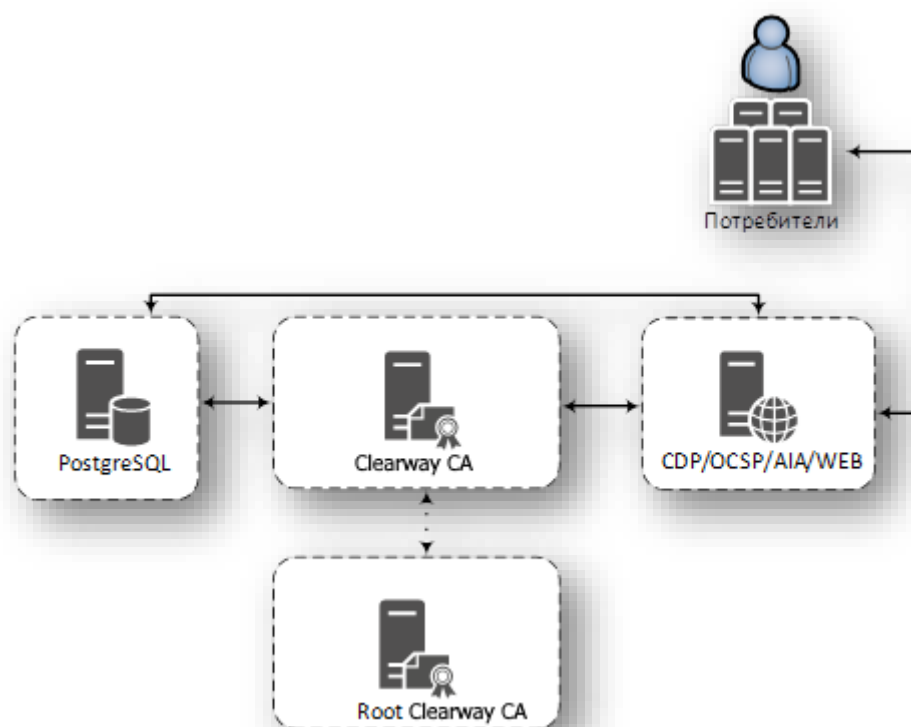 Потребители
PostgreSQL
Clearway CA
CDP/OCSP/AIA/WEB
Root Clearway CA